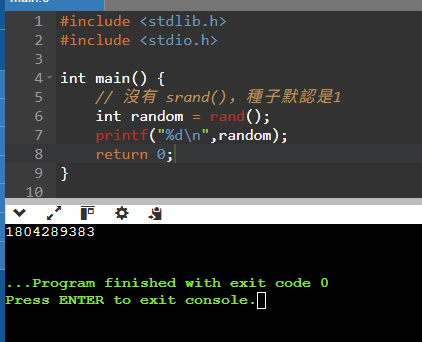 1 #include <stdlib.h>
2 #include <stdio.h>
3
4 int main() {
5 // 沒有 srand()，種子默認是1
6 int random = rand();
7 printf("%d\n",random);
8 return 0;
9 }
10
1804289383
...Program finished with exit code 0
Press ENTER to exit console.